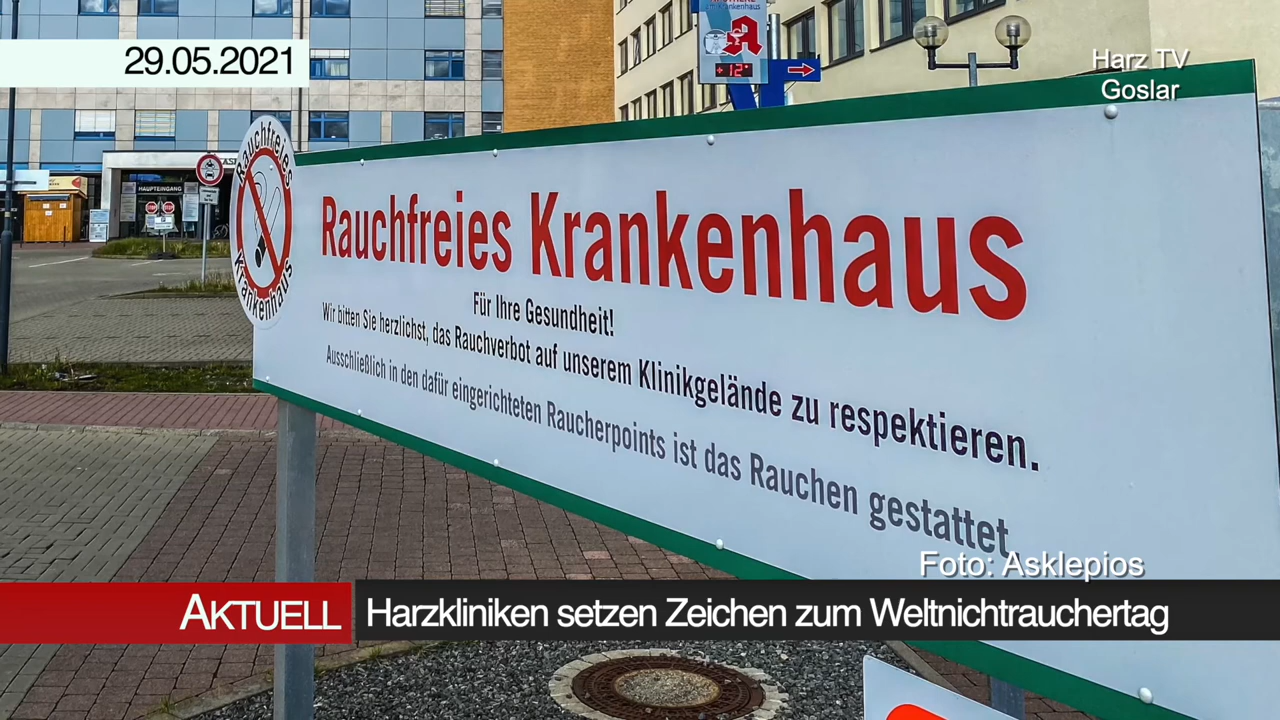 29.05.2021
Harz TV
Goslar
+12°
HAUPTEINGANG
Rauchfreies
Krankenhaus
Rauchfreies Krankenhaus
Für Ihre Gesundheit!
Wir bitten Sie herzlichst, das Rauchverbot auf unserem Klinikgelände zu respektieren.
Ausschließlich in den dafür eingerichteten Raucherpoints ist das Rauchen gestattet.
Foto: Asklepios
AKTUELL
Harzkliniken setzen Zeichen zum Weltnichtrauchertag